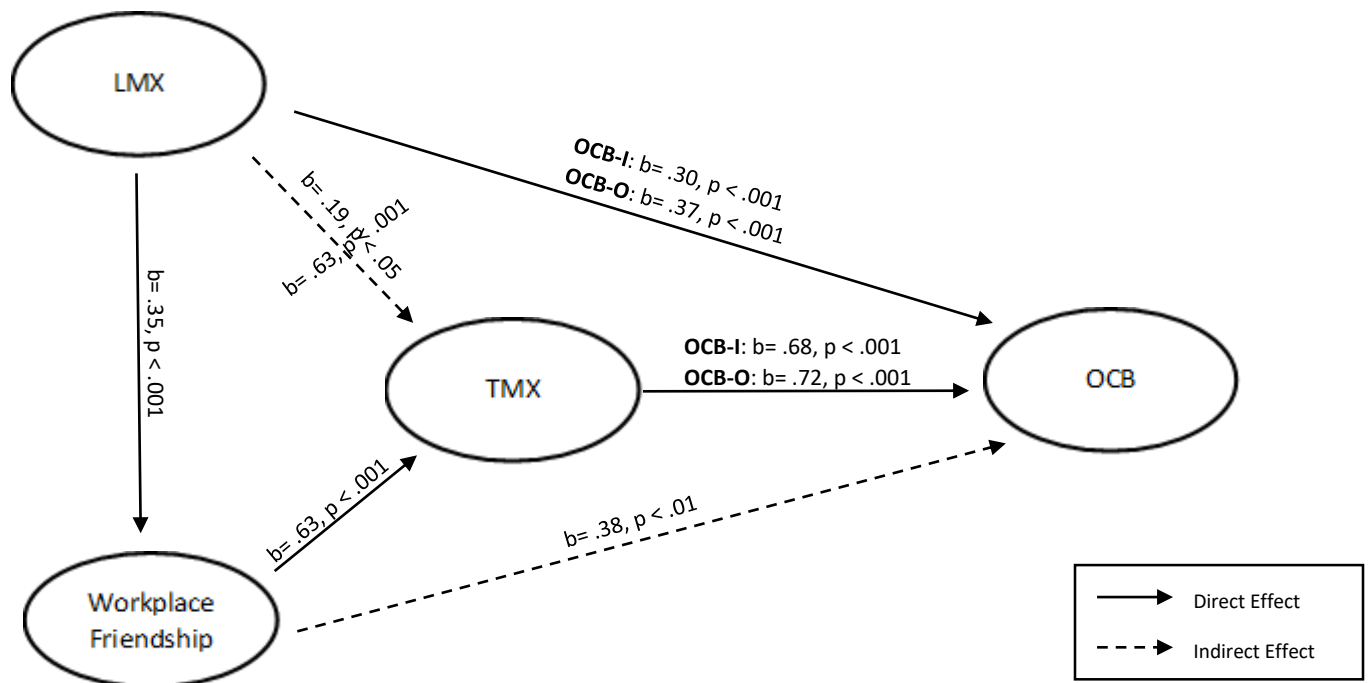 LMX
OCB-I: b= .30, p < .001
OCB-O: b= .37, p < .001
b= .19, p < .05
b= .63, p < .001
b= .35, p < .001
OCB-I: b= .68, p < .001
OCB-O: b= .72, p < .001
TMX
OCB
b= .63, p < .001
b= .38, p < .01
Workplace
Friendship
Direct Effect
Indirect Effect